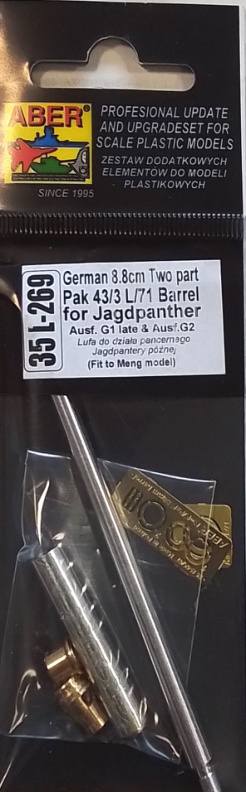 ABER®
SINCE 1995
PROFESIONAL UPDATE
AND UPGRADESET FOR
SCALE PLASTIC MODELS
ZESTAW DODATKOWYCH
ELEMENTÓW DO MODELI
PLASTIKOWYCH
35 L-269
German 8.8cm Two part
Pak 43/3 L/71 Barrel
for Jagdpanther
Ausf. G1 late & Ausf.G2
Lufa do działa pancernego
Jagdpantery późnej
(Fit to Meng model)